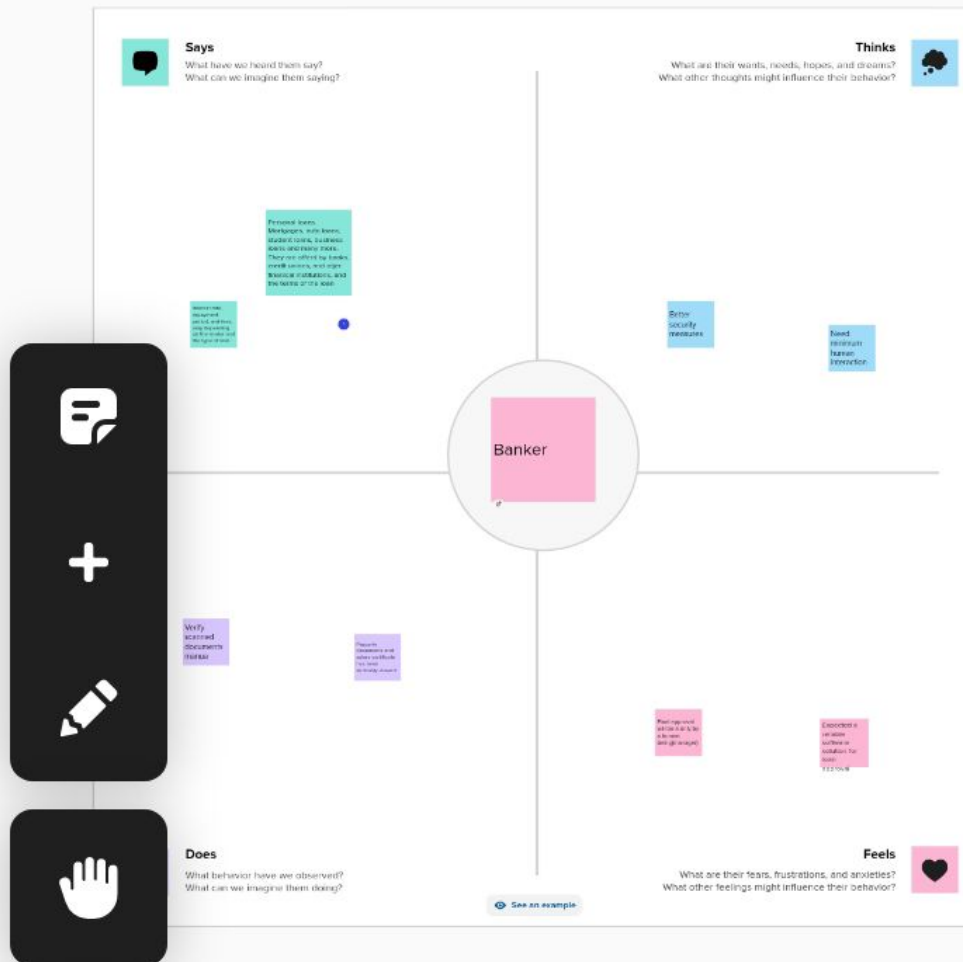 Says
What have we heard them say?
What can we imagine them saying?
Thinks
What are their wants, needs, hopes, and dreams?
What other thoughts might influence their behavior?
Personal loans
Mortgages, auto loans,
student loans, business
loans and many more.
They are offered by banks,
credit unions, and other
financial institutions, and
the terms of the loan
Better
security
measures
Need
minimum
human
interaction
Banker
Verify
scanned
documents
manual
Expected a
reliable
software
solution for
loan
Does
What behavior have we observed?
What can we imagine them doing?
Feels
What are their fears, frustrations, and anxieties?
What other feelings might influence their behavior?
See an example